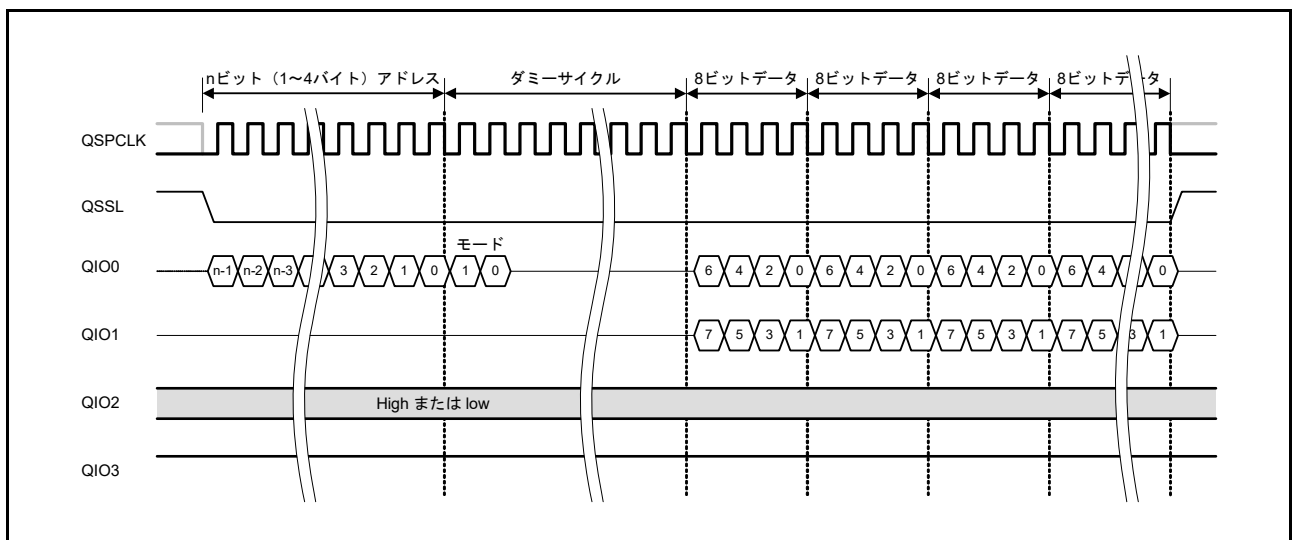 nビット（1～4バイト）アドレス ダミーサイクル 8ビットデータ 8ビットデータ 8ビットデータ 8ビットデータ
QSPCLK
QSSL
モード
QIO0 n-1 n-2 n-3 3 2 1 0 1 0 6 4 2 0 6 4 2 0 6 4 2 0 6 4 0
QIO1 7 5 3 1 7 5 3 1 7 5 3 1 7 5 3 1
QIO2 High または low
QIO3